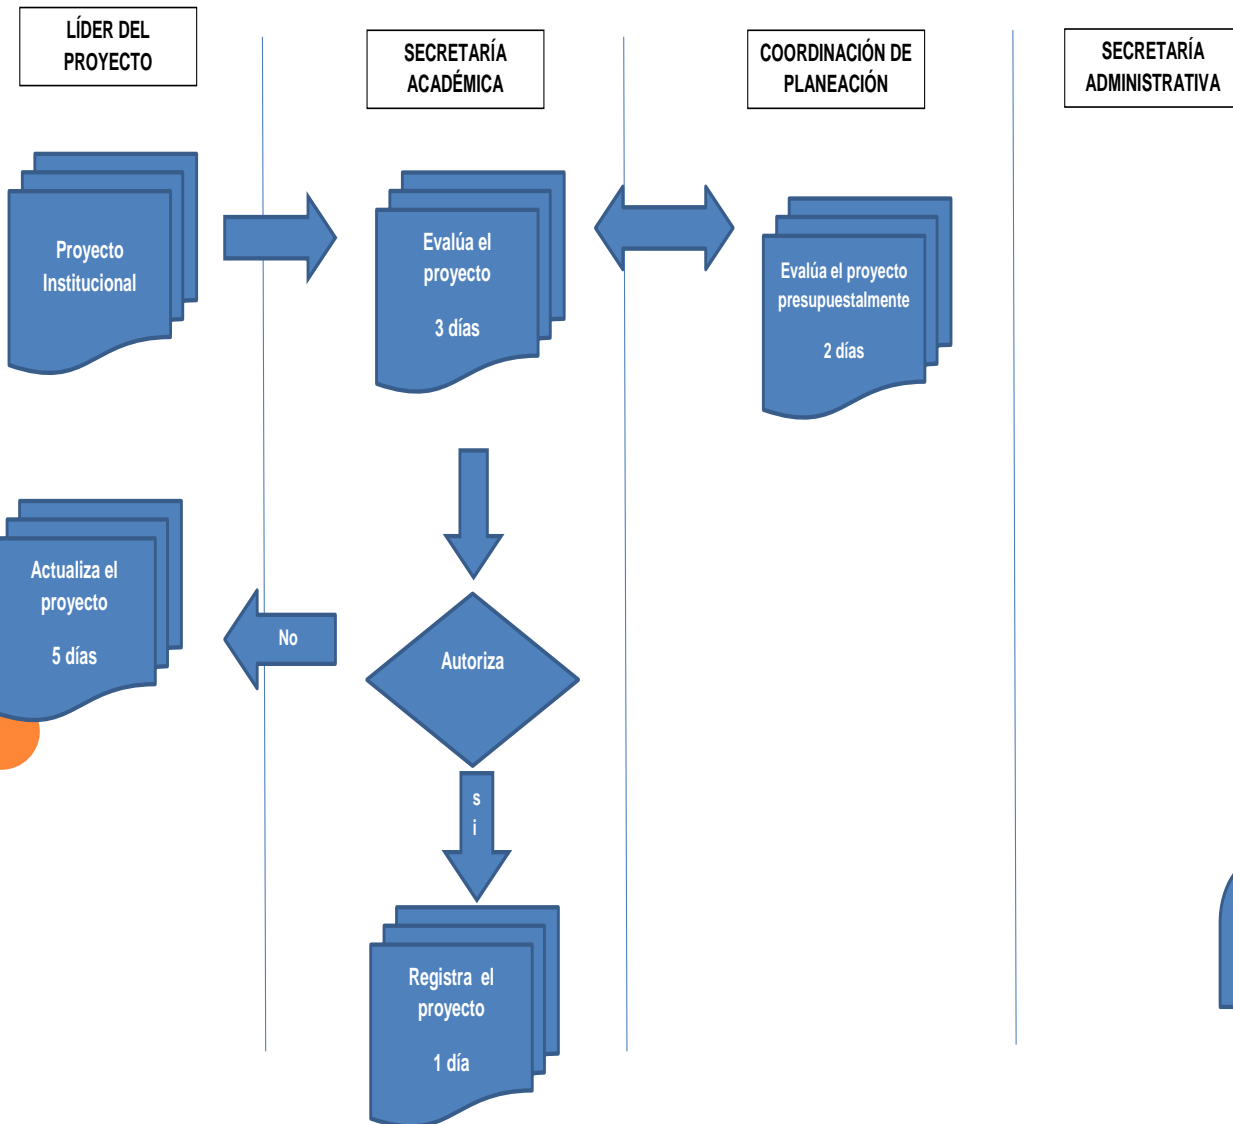 LÍDER DEL
PROYECTO
SECRETARÍA
ACADÉMICA
COORDINACIÓN DE
PLANEACIÓN
SECRETARÍA
ADMINISTRATIVA
Proyecto
Institucional
Evalúa el
proyecto
3 días
Evalúa el proyecto
presupuestalmente
2 días
Actualiza el
proyecto
5 días
No
Autoriza
s
i
Registra  el
proyecto
1 día